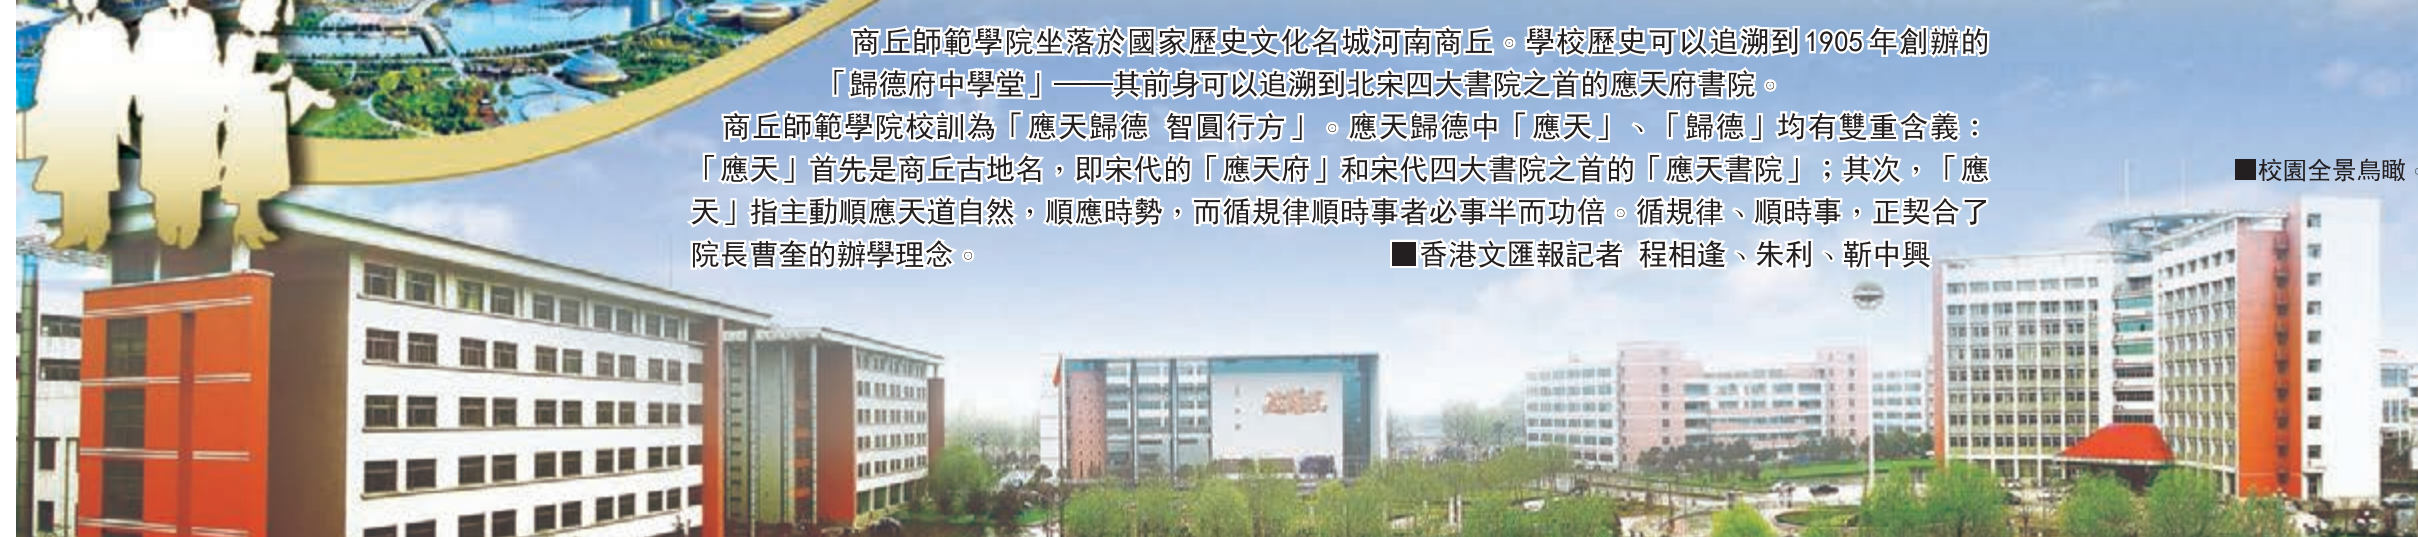 商丘師範學院坐落於國家歷史文化名城河南商丘。學校歷史可以追溯到1905年創辦的
「歸德府中學堂」——其前身可以追溯到北宋四大書院之首的應天府書院。
商丘師範學院校訓為「應天歸德 智圓行方」。應天歸德中「應天」、「歸德」均有雙重含義：
「應天」首先是商丘古地名，即宋代的「應天府」和宋代四大書院之首的「應天書院」；其次，「應
天」指主動順應天道自然，順應時勢，而循規律順時事者必事半而功倍。循規律、順時事，正契合了
院長曹奎的辦學理念。
■香港文匯報記者 程相逢、朱利、靳中興
■校園全景鳥瞰。